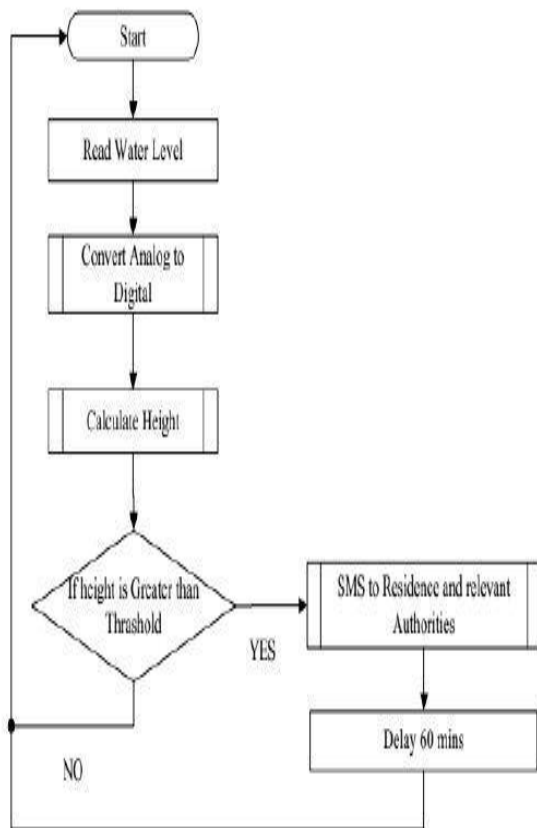 Start
Read Water Level
Convert Analog to
Digital
Calculate Height
If height is Greater than
Thrashold
YES
SMS to Residence and relevant
Authorities
Delay 60 mins
NO